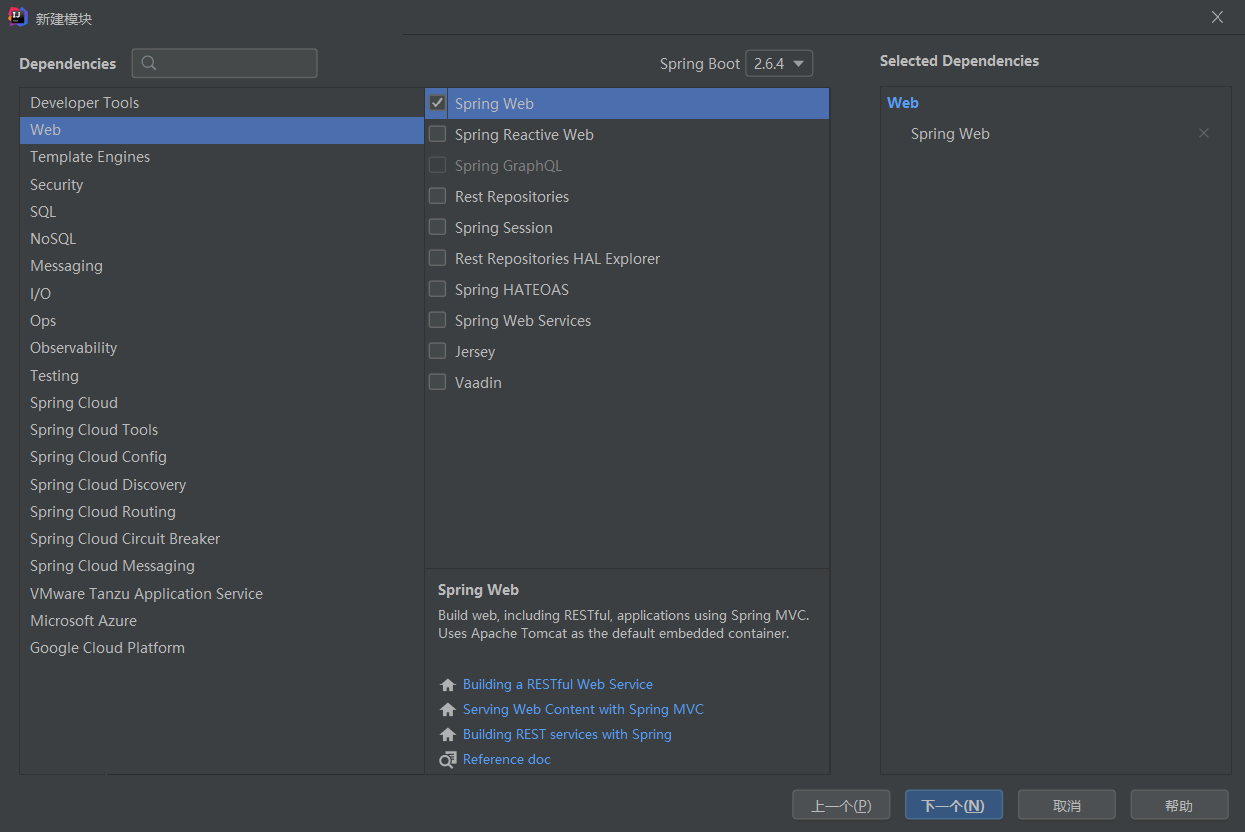 新建模块
Dependencies
Spring Boot 2.6.4
Selected Dependencies
Developer Tools
Web
Template Engines
Security
SQL
NoSQL
Messaging
I/O
Ops
Observability
Testing
Spring Cloud
Spring Cloud Tools
Spring Cloud Config
Spring Cloud Discovery
Spring Cloud Routing
Spring Cloud Circuit Breaker
Spring Cloud Messaging
VMware Tanzu Application Service
Microsoft Azure
Google Cloud Platform
Spring Web
Spring Reactive Web
Spring GraphQL
Rest Repositories
Spring Session
Rest Repositories HAL Explorer
Spring HATEOAS
Spring Web Services
Jersey
Vaadin
Spring Web
Build web, including RESTful, applications using Spring MVC.
Uses Apache Tomcat as the default embedded container.
Building a RESTful Web Service
Serving Web Content with Spring MVC
Building REST services with Spring
Reference doc
Web
Spring Web
上一个(P)
下一个(N)
取消
帮助